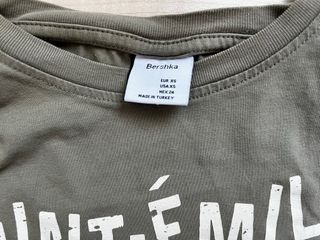 Bershka
EUR XS
USA XS
MEX 24
MADE IN TURKEY
INT-ÉMIL